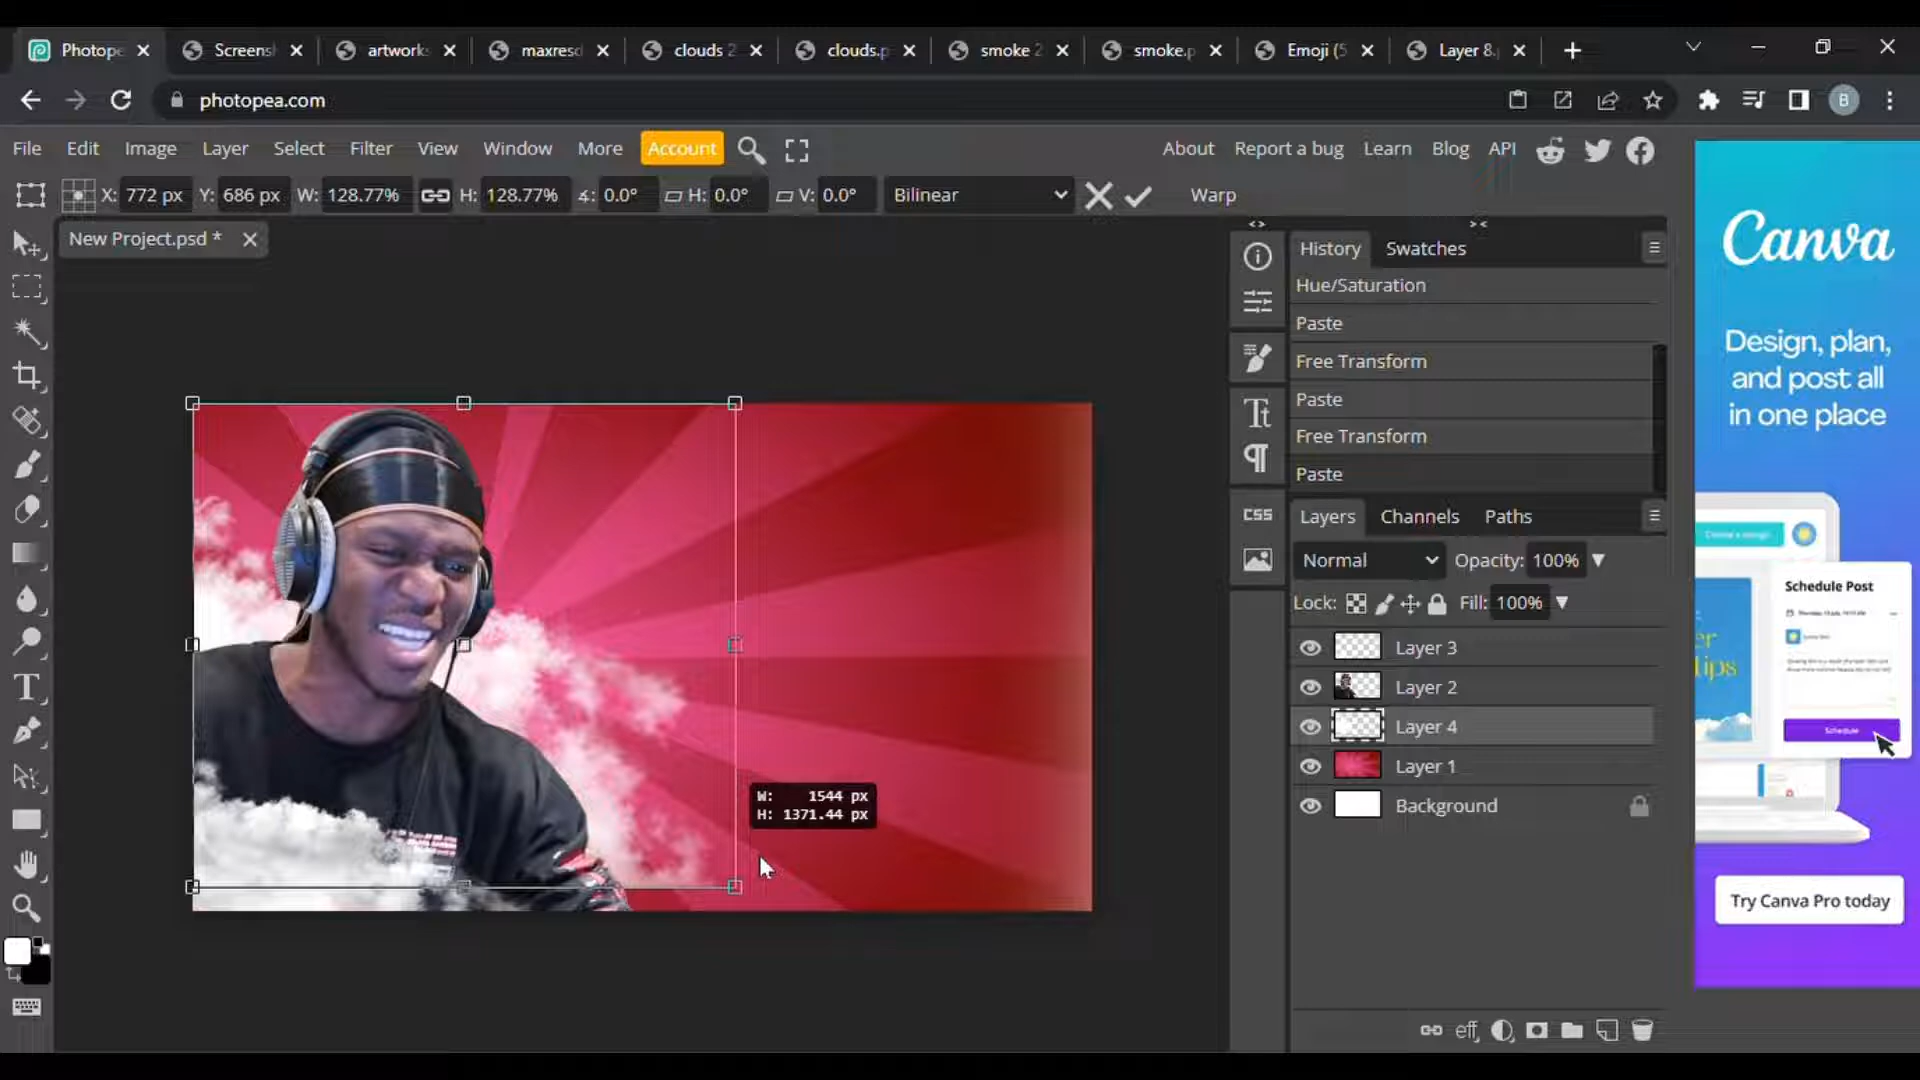 Photope
Screens
artwork
maxresd
clouds 2
clouds.p
smoke 2
smoke.p
Emoji (5
Layer 8.
photopea.com
B
File Edit Image Layer Select Filter View Window More Account
About Report a bug Learn Blog API
X: 772 px Y: 686 px W: 128.77% H: 128.77% 0.0° H: 0.0° V: 0.0° Bilinear Warp
New Project.psd *
History Swatches
Hue/Saturation
Paste
Free Transform
Paste
Free Transform
Paste
CSS
Layers Channels Paths
Normal Opacity: 100%
Lock: Fill: 100%
Layer 3
Layer 2
Layer 4
Layer 1
Background
eff
W: 1544 px
H: 1371.44 px
Canva
Design, plan,
and post all
in one place
Schedule Post
Schedule
Try Canva Pro today